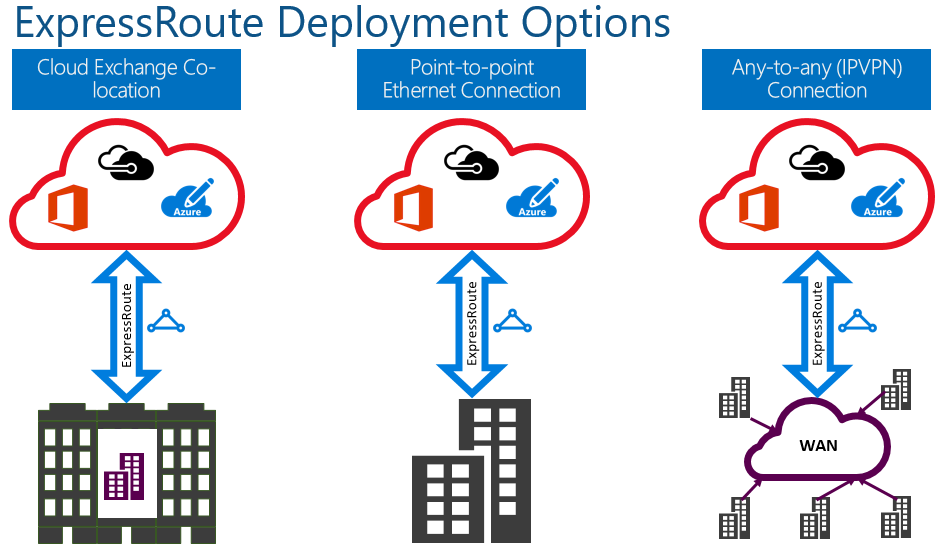 ExpressRoute Deployment Options
Cloud Exchange Co-
location
Point-to-point
Ethernet Connection
Any-to-any (IPVPN)
Connection
Azure
Azure
Azure
ExpressRoute
ExpressRoute
ExpressRoute
WAN